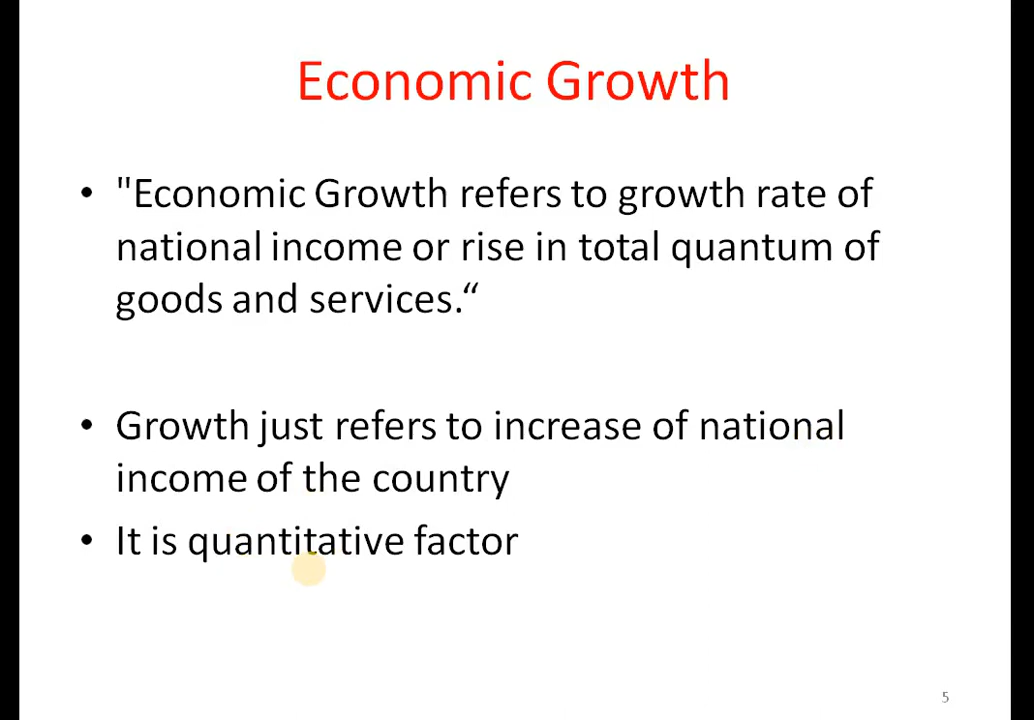 Economic Growth
• "Economic Growth refers to growth rate of
national income or rise in total quantum of
goods and services.“
• Growth just refers to increase of national
income of the country
• It is quantitative factor
5